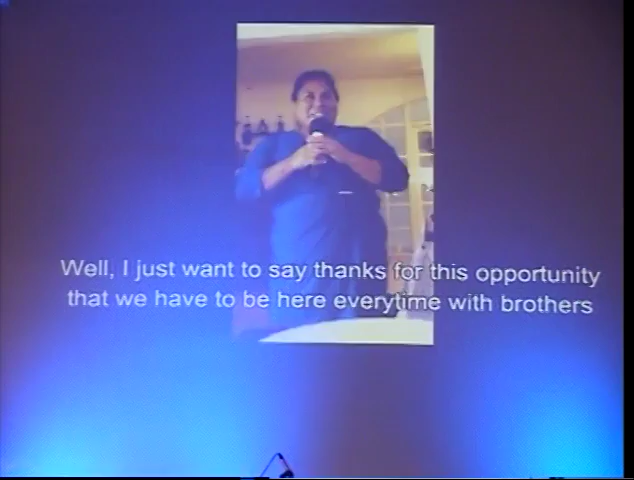 Well, I just want to say thanks for this opportunity
that we have to be here everytime with brothers